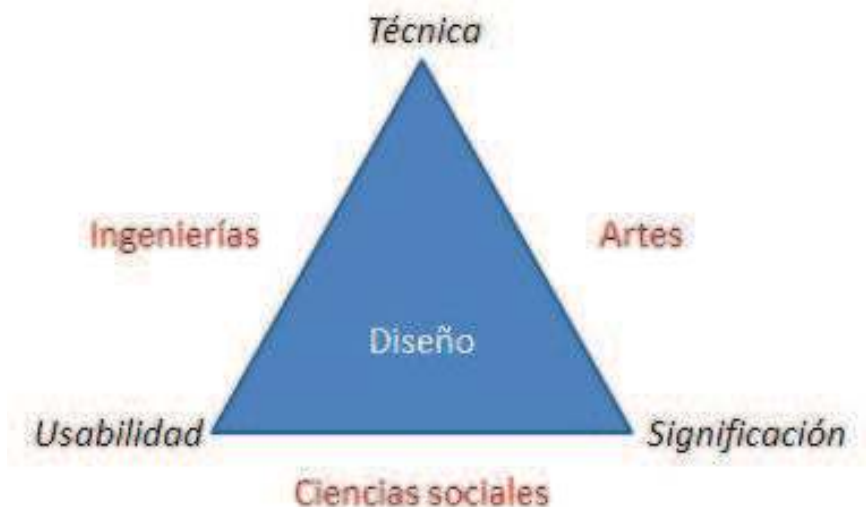 Técnica
Ingenierías
Artes
Diseño
Usabilidad
Significación
Ciencias sociales